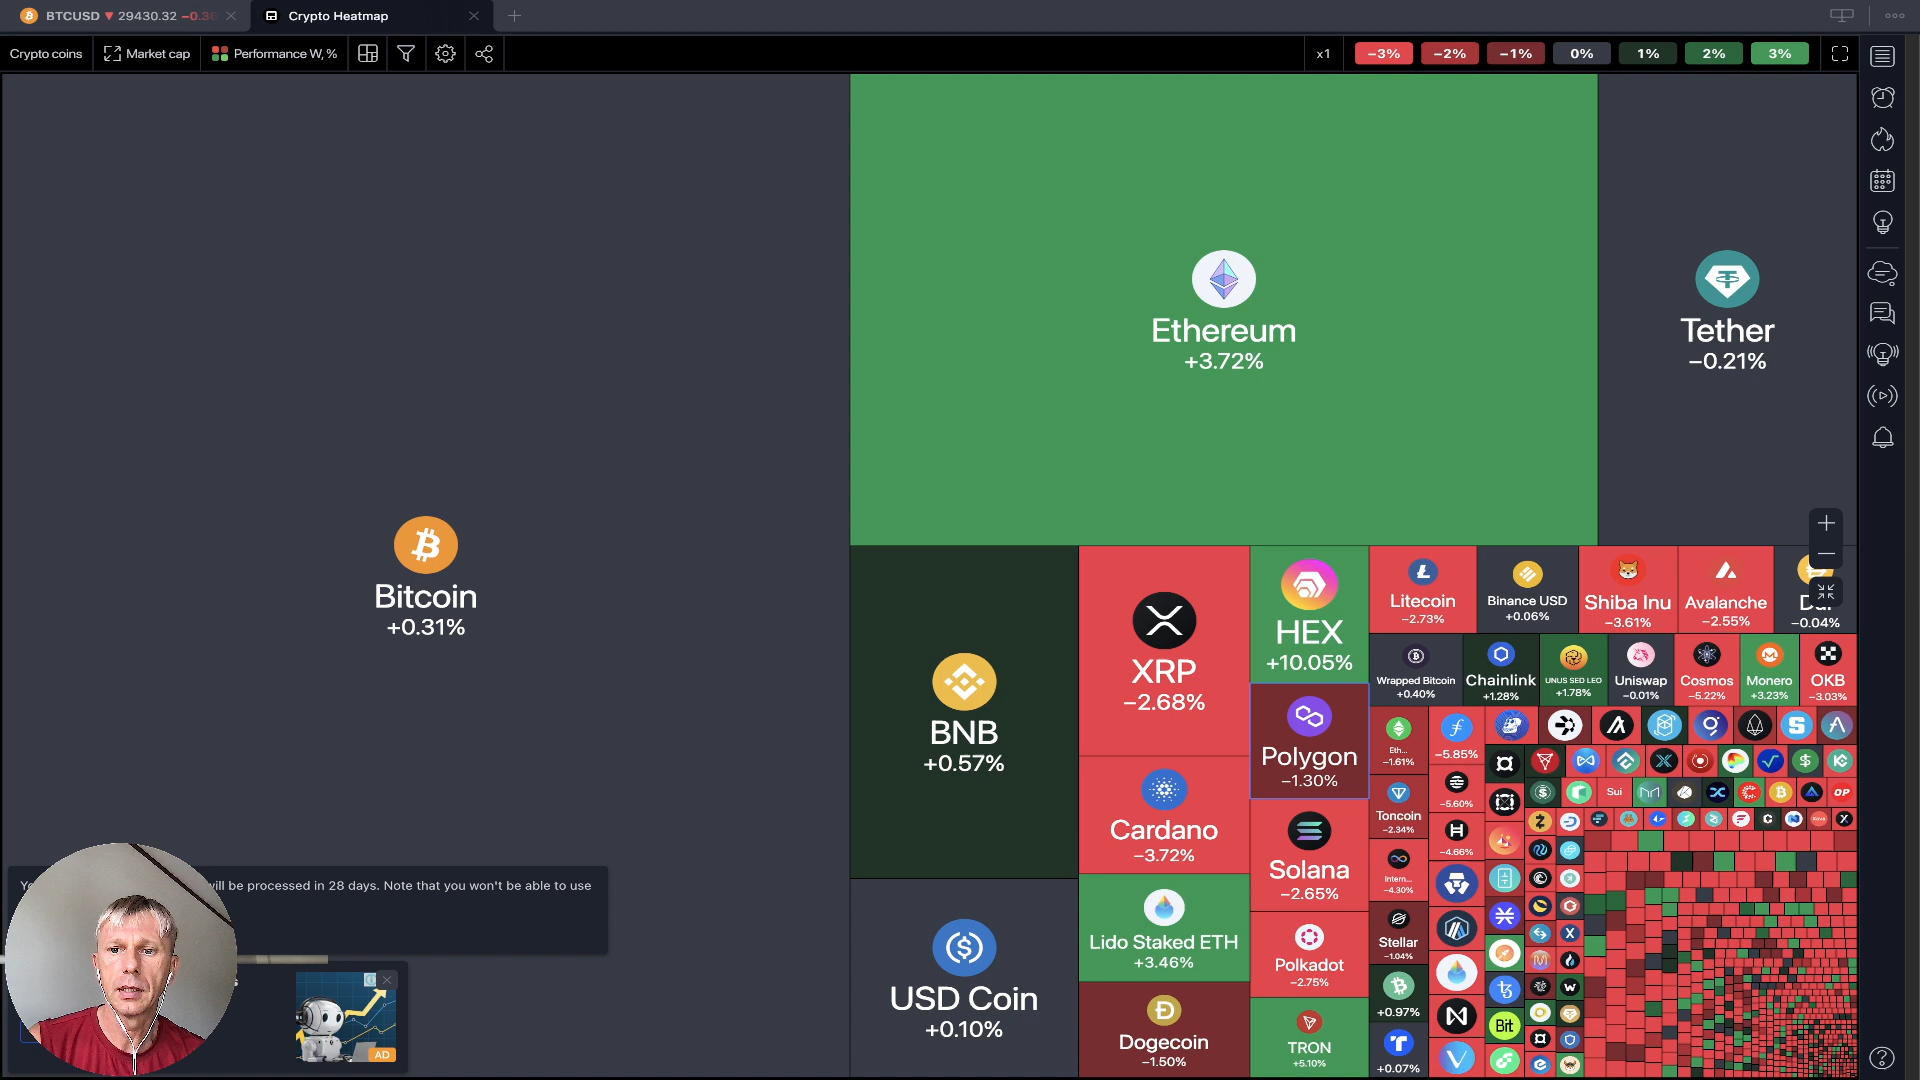 BTCUSD ▼ 29430.32 −0.36
Crypto Heatmap
Crypto coins
Market cap
Performance W, %
x1
−3%
−2%
−1%
0%
1%
2%
3%
Bitcoin
+0.31%
Ethereum
+3.72%
Tether
−0.21%
BNB
+0.57%
USD Coin
+0.10%
XRP
−2.68%
Cardano
−3.72%
Lido Staked ETH
+3.46%
Dogecoin
−1.50%
HEX
+10.05%
Polygon
−1.30%
Solana
−2.65%
Polkadot
−2.75%
TRON
+5.10%
Litecoin
−2.73%
Binance USD
+0.06%
Shiba Inu
−3.61%
Avalanche
−2.55%
−0.04%
Wrapped Bitcoin
+0.40%
Chainlink
+1.28%
UNUS SED LEO
+1.78%
Uniswap
−0.01%
Cosmos
−5.22%
Monero
+3.23%
OKB
−3.03%
Eth...
−1.61%
Toncoin
−2.34%
Intern...
−4.30%
Stellar
−1.04%
+0.97%
+0.07%
−5.85%
−5.60%
−4.66%
Sui
OP
Bit
will be processed in 28 days. Note that you won't be able to use
AD